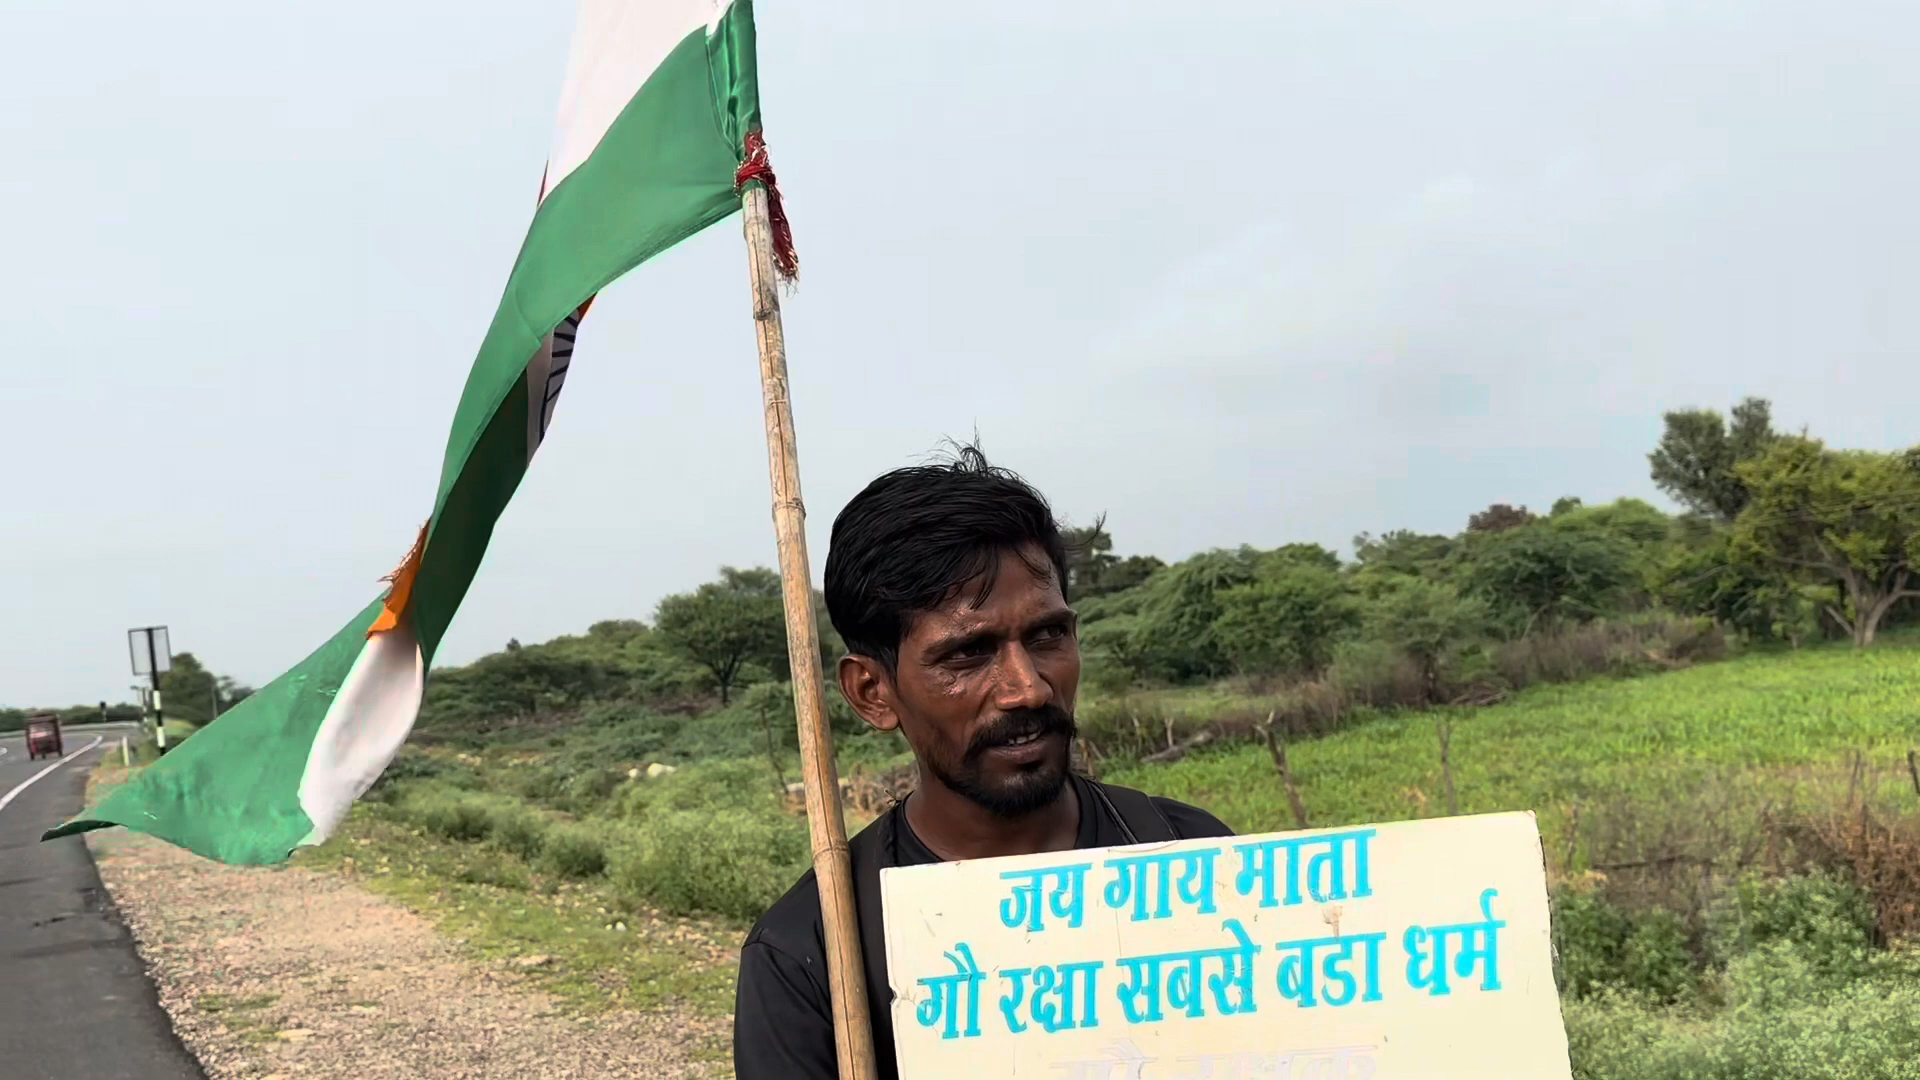 जय गाय माता
गौ रक्षा सबसे बडा धर्म